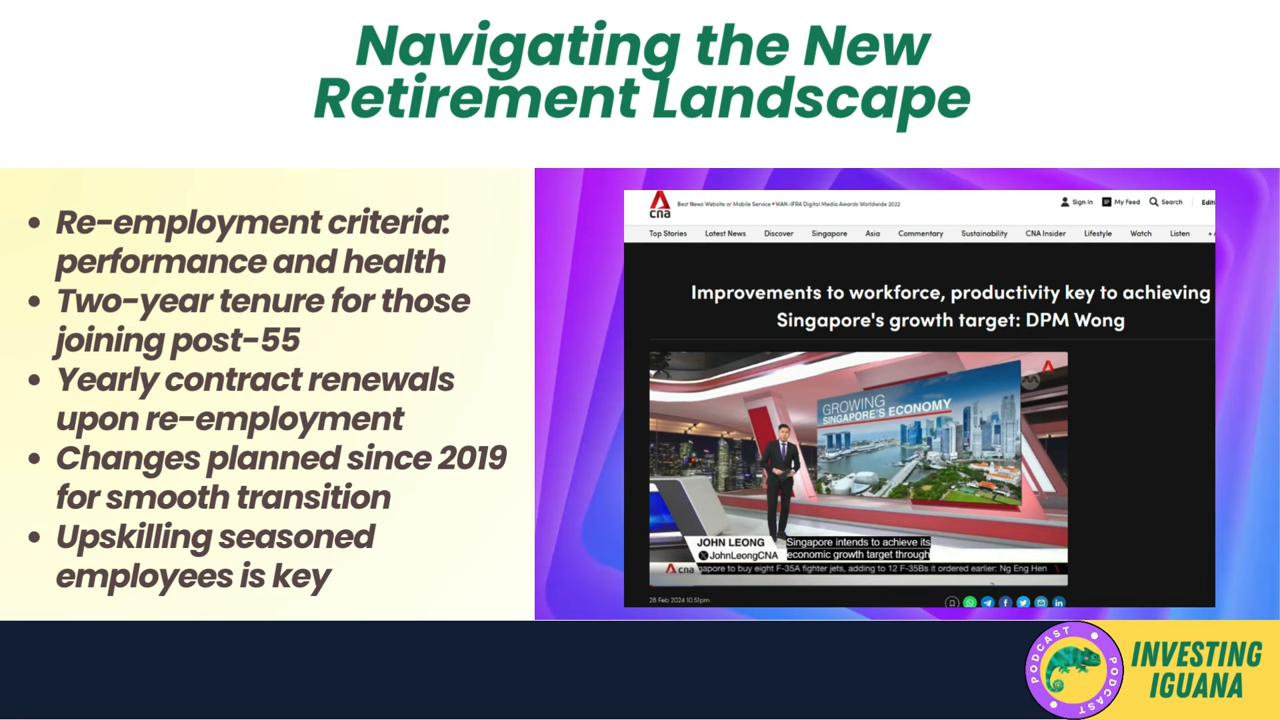 Navigating the New
Retirement Landscape
• Re-employment criteria:
performance and health
• Two-year tenure for those
joining post-55
• Yearly contract renewals
upon re-employment
• Changes planned since 2019
for smooth transition
• Upskilling seasoned
employees is key
cna
Best News Website or Mobile Service • WAN-IFRA Digital Media Awards Worldwide 2022
Sign In My Feed Search
Top Stories Latest News Discover Singapore Asia Commentary Sustainability CNA Insider Lifestyle Watch Listen
Improvements to workforce, productivity key to achieving
Singapore's growth target: DPM Wong
GROWING
SINGAPORE'S ECONOMY
JOHN LEONG
JohnLeongCNA
Singapore intends to achieve its
economic growth target through
cna apore to buy eight F-35A fighter jets, adding to 12 F-35Bs it ordered earlier: Ng Eng Hen
28 Feb 2024 10:51pm
PODCAST
PODCAST
INVESTING
IGUANA